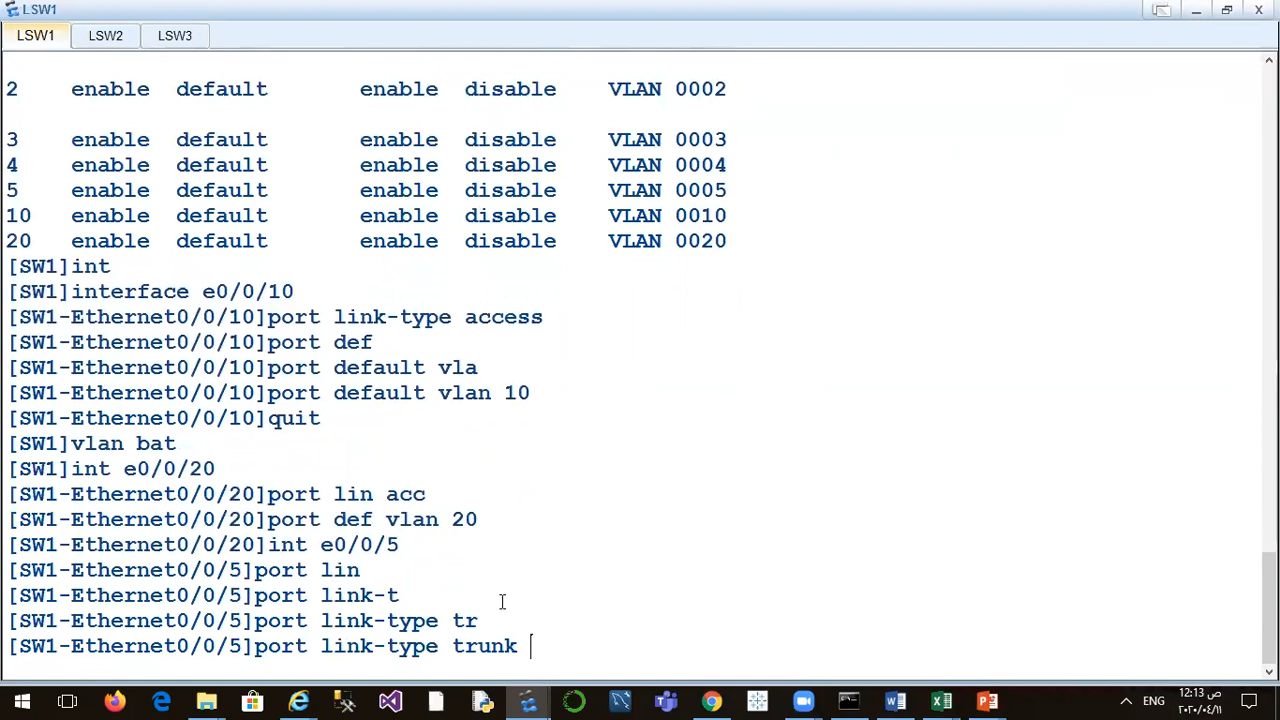 LSW1
LSW1 LSW2 LSW3
2 enable default enable disable VLAN 0002
3 enable default enable disable VLAN 0003
4 enable default enable disable VLAN 0004
5 enable default enable disable VLAN 0005
10 enable default enable disable VLAN 0010
20 enable default enable disable VLAN 0020
[SW1]int
[SW1]interface e0/0/10
[SW1-Ethernet0/0/10]port link-type access
[SW1-Ethernet0/0/10]port def
[SW1-Ethernet0/0/10]port default vla
[SW1-Ethernet0/0/10]port default vlan 10
[SW1-Ethernet0/0/10]quit
[SW1]vlan bat
[SW1]int e0/0/20
[SW1-Ethernet0/0/20]port lin acc
[SW1-Ethernet0/0/20]port def vlan 20
[SW1-Ethernet0/0/20]int e0/0/5
[SW1-Ethernet0/0/5]port lin
[SW1-Ethernet0/0/5]port link-t
[SW1-Ethernet0/0/5]port link-type tr
[SW1-Ethernet0/0/5]port link-type trunk
ENG
12:13 ص
٢٠٢٠/٠٤/١١